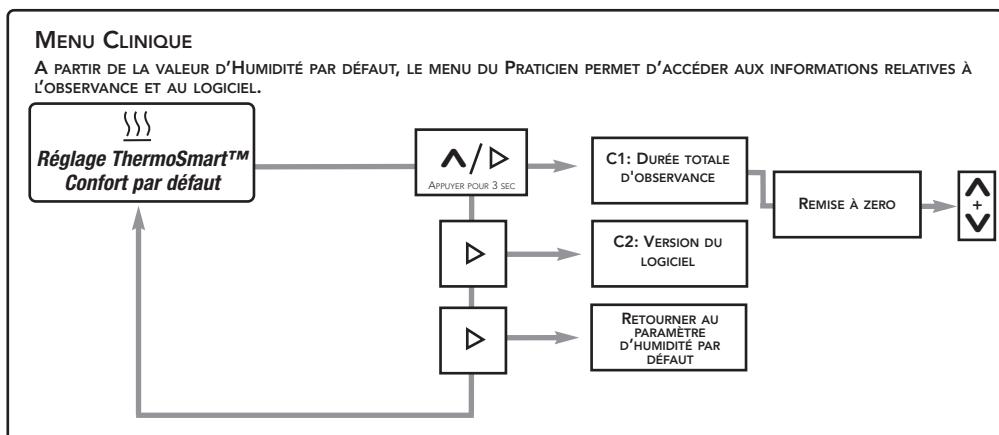 MENU CLINIQUE
A PARTIR DE LA VALEUR D'HUMIDITÉ PAR DÉFAUT, LE MENU DU PRATICIEN PERMET D'ACCÉDER AUX INFORMATIONS RELATIVES À
L'OBSERVANCE ET AU LOGICIEL.
Réglage ThermoSmart™
Confort par défaut
/
APPUYER POUR 3 SEC
C1: DURÉE TOTALE
D'OBSERVANCE
REMISE À ZERO
+
C2: VERSION DU
LOGICIEL
RETOURNER AU
PARAMÈTRE
D'HUMIDITÉ PAR
DÉFAUT